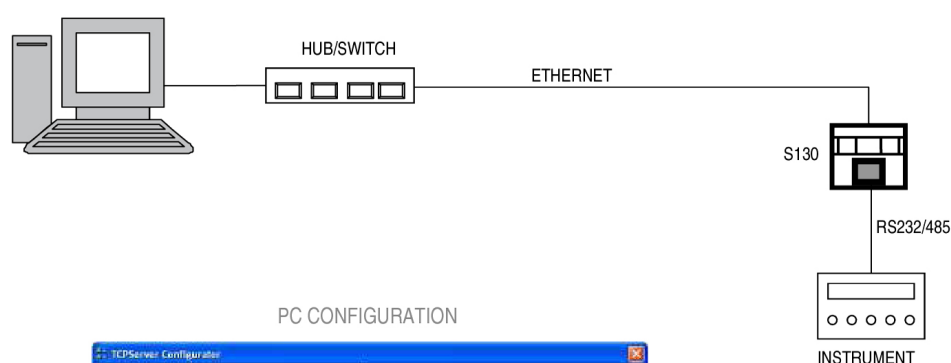 HUB/SWITCH
ETHERNET
S130
RS232/485
INSTRUMENT
PC CONFIGURATION
TCPServer Configurator